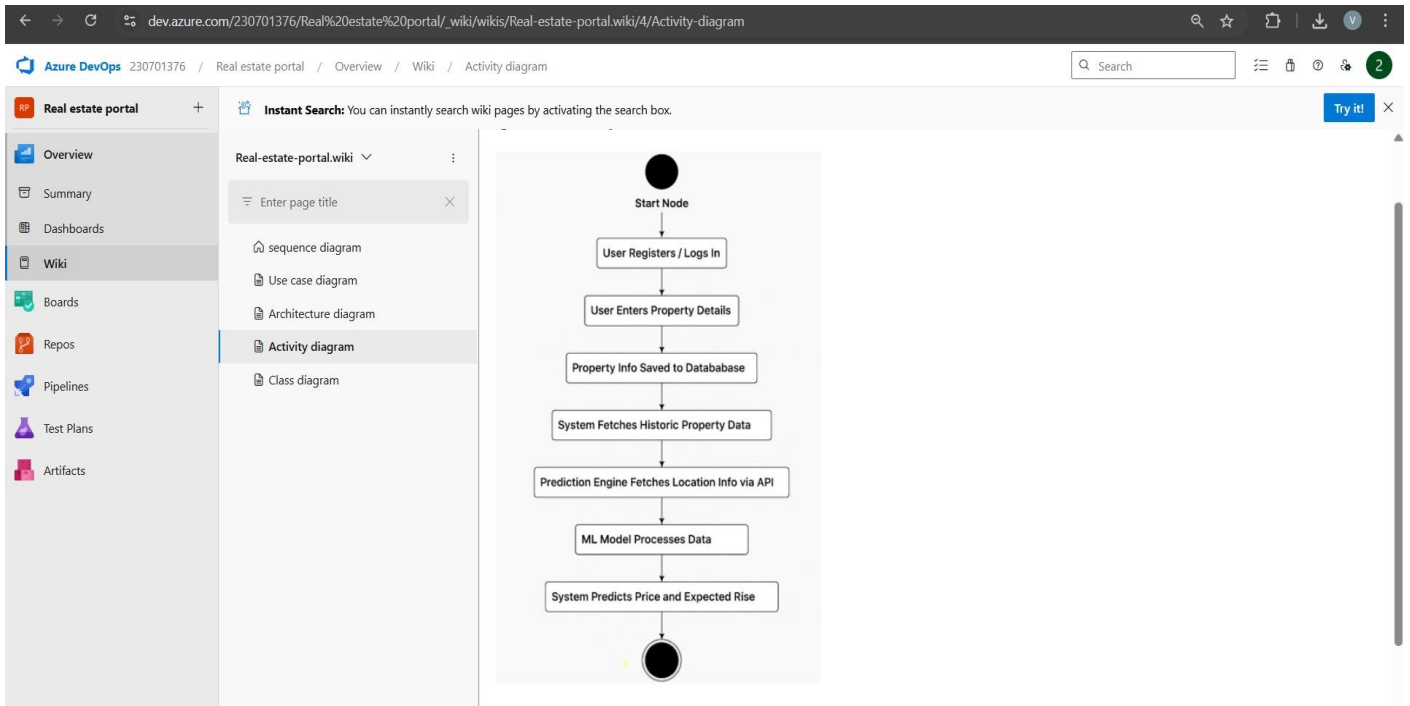 dev.azure.com/230701376/Real%20estate%20portal/_wiki/wikis/Real-estate-portal.wiki/4/Activity-diagram
V
Azure DevOps 230701376 / Real estate portal / Overview / Wiki / Activity diagram
Search
2
RP Real estate portal +
Instant Search: You can instantly search wiki pages by activating the search box.
Try it!
Overview
Summary
Dashboards
Wiki
Boards
Repos
Pipelines
Test Plans
Artifacts
Real-estate-portal.wiki
Enter page title
sequence diagram
Use case diagram
Architecture diagram
Activity diagram
Class diagram
Start Node
User Registers / Logs In
User Enters Property Details
Property Info Saved to Datababase
System Fetches Historic Property Data
Prediction Engine Fetches Location Info via API
ML Model Processes Data
System Predicts Price and Expected Rise